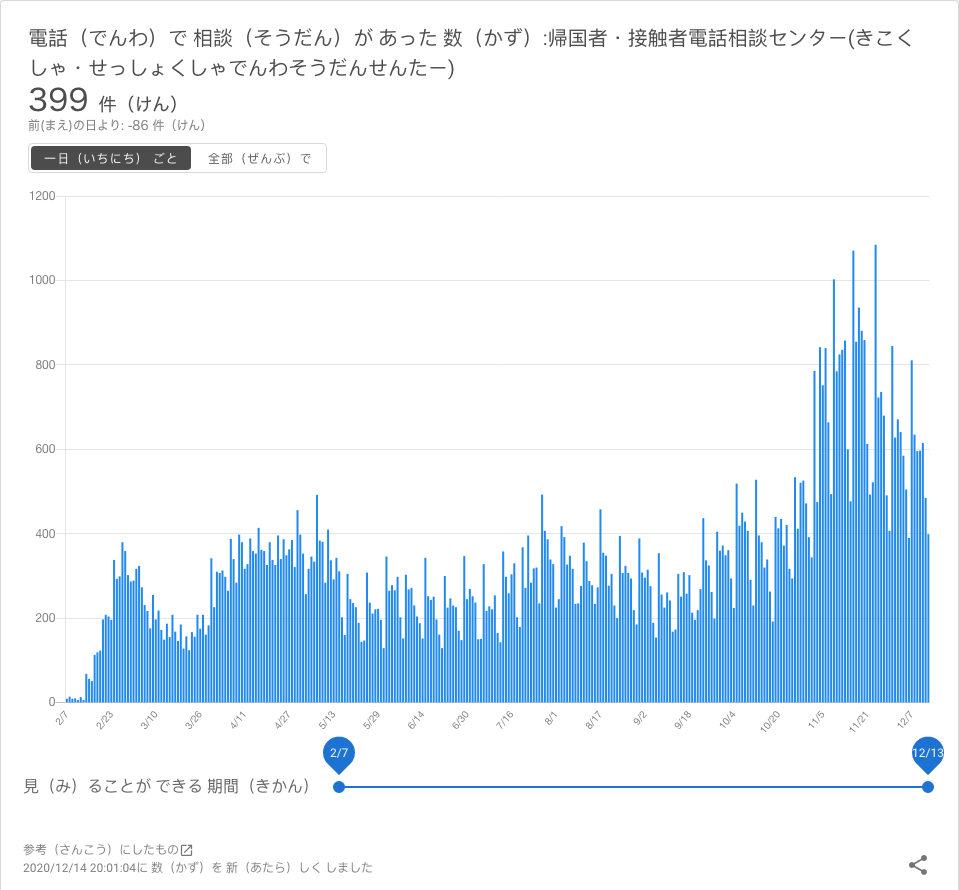 電話（でんわ）で 相談（そうだん）が あった 数（かず）:帰国者・接触者電話相談センター(きこく
しゃ・せっしょくしゃでんわそうだんせんたー)
399 件（けん）
前(まえ)の日より: -86 件（けん）
一日（いちにち） ごと 全部（ぜんぶ）で
1200
1000
800
600
400
200
0
2/7 2/23 3/10 3/26 4/11 4/27 5/13 5/29 6/14 6/30 7/16 8/1 8/17 9/2 9/18 10/4 10/20 11/5 11/21 12/7
2/7 12/13
見（み）ることが できる 期間（きかん）
参考（さんこう）にしたもの
2020/12/14 20:01:04に 数（かず）を 新（あたら）しく しました